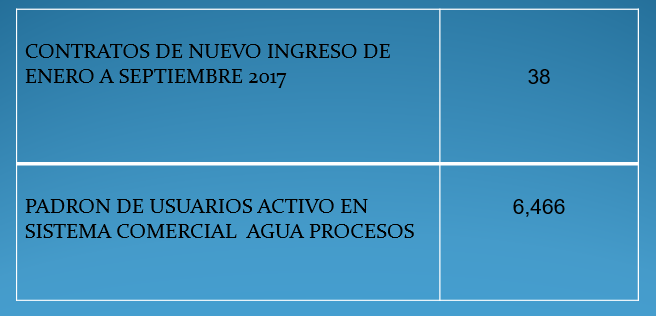 CONTRATOS DE NUEVO INGRESO DE
ENERO A SEPTIEMBRE 2017
38
PADRON DE USUARIOS ACTIVO EN
SISTEMA COMERCIAL  AGUA PROCESOS
6,466